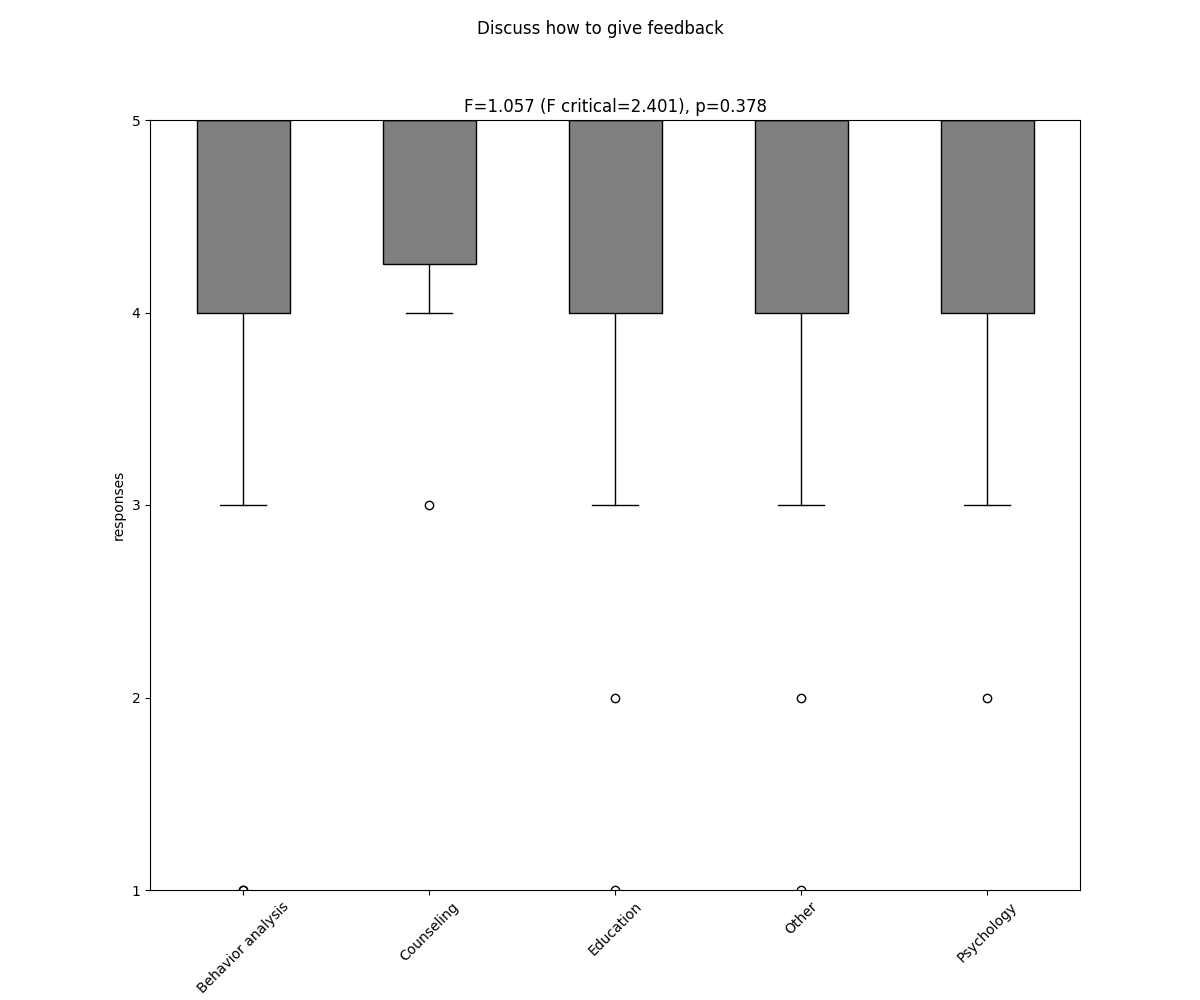 Discuss how to give feedback
F=1.057 (F critical=2.401), p=0.378
5
4
3
2
1
responses
Behavior analysis
Counseling
Education
Other
Psychology